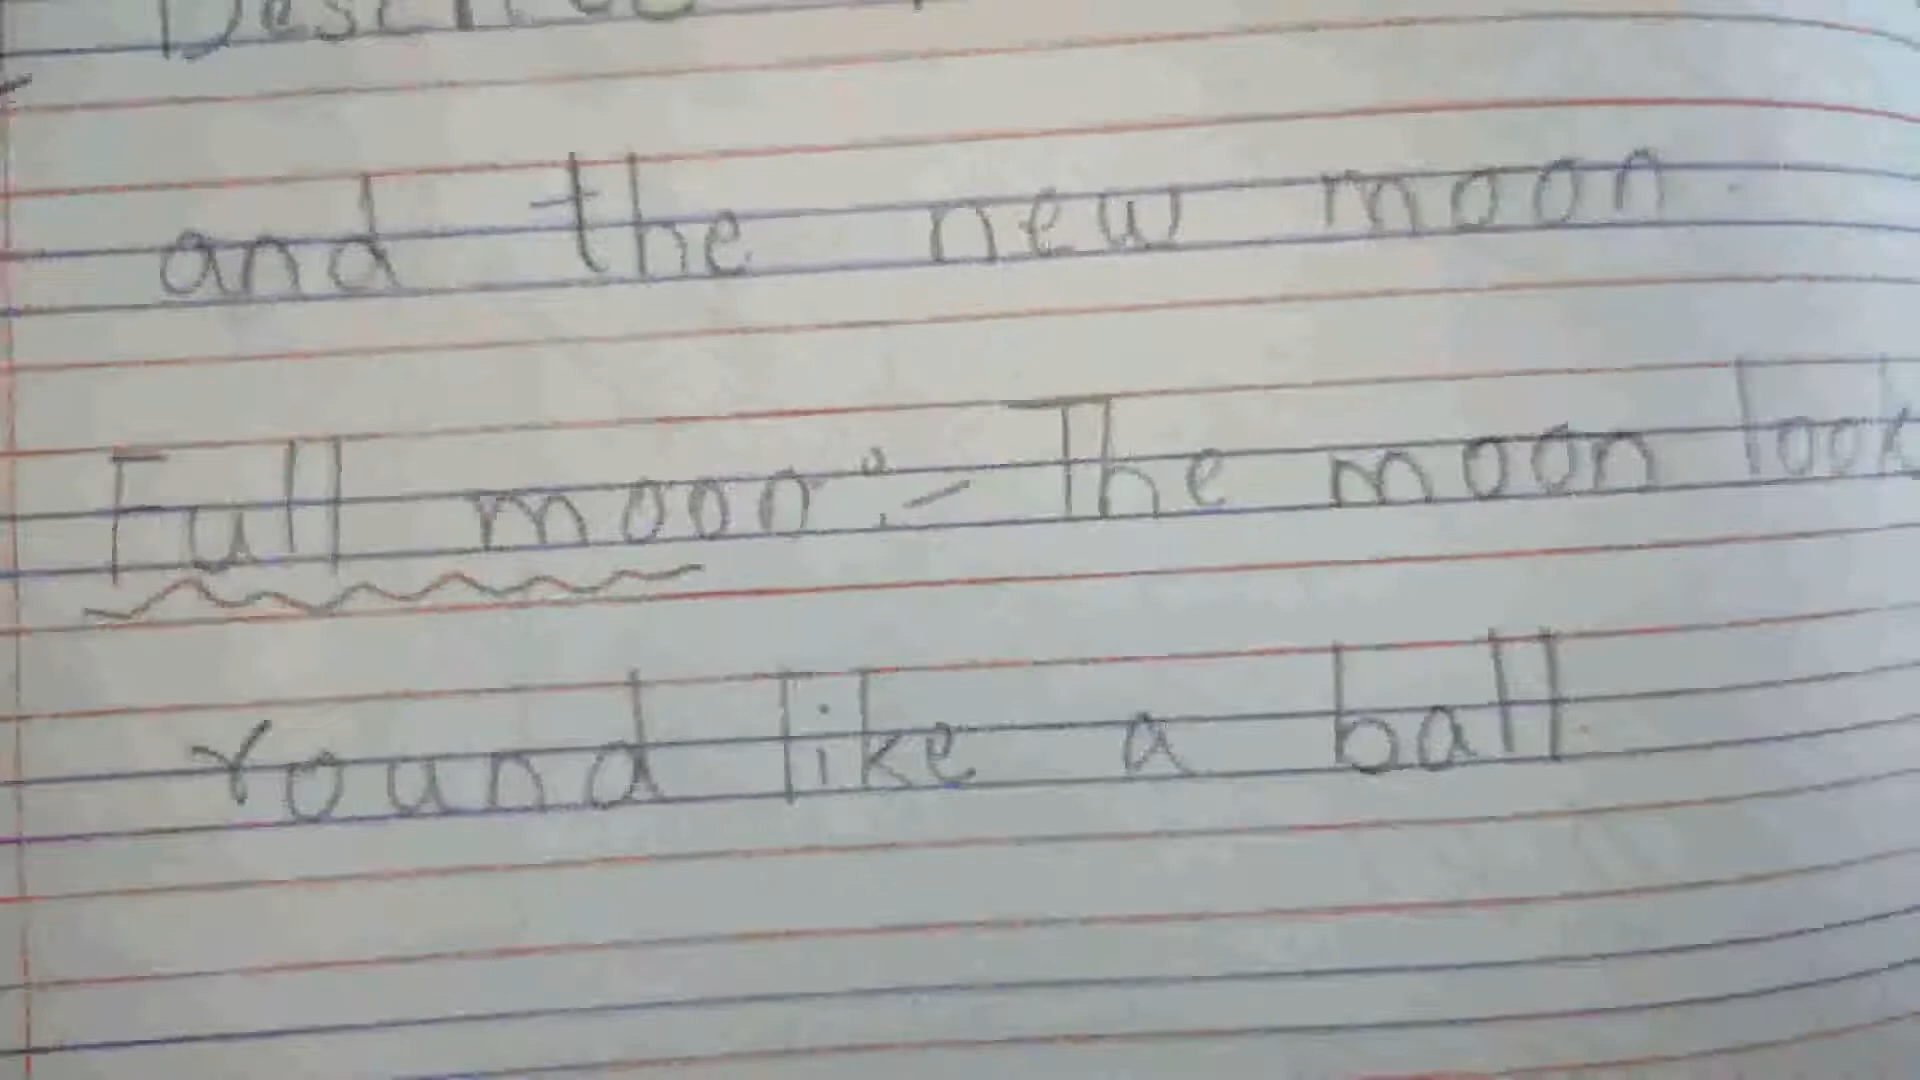 and the new moon.
Full moon :- The moon look
round like a ball.